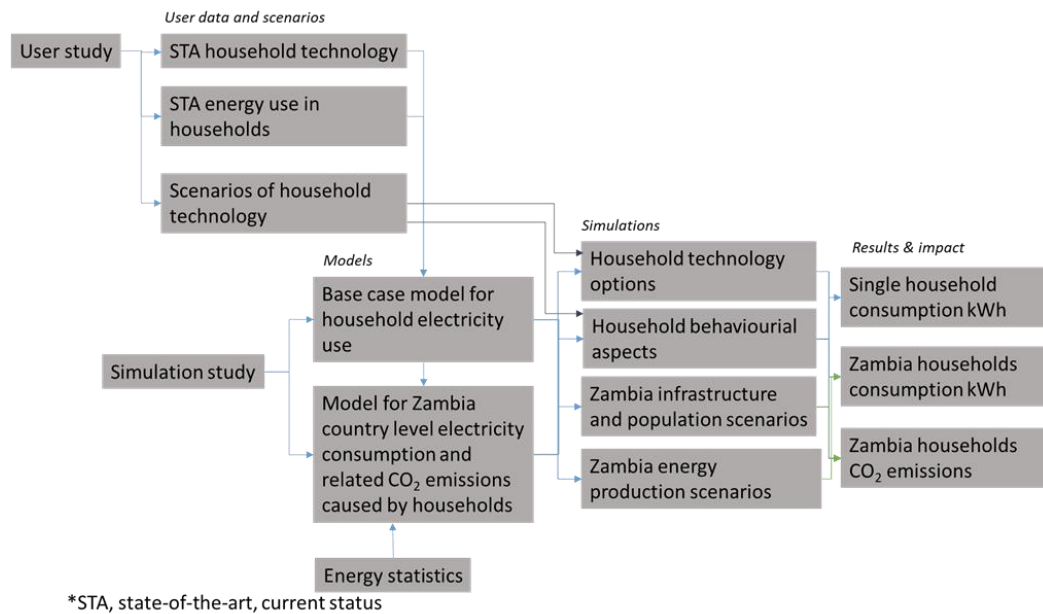 User data and scenarios
User study
STA household technology
STA energy use in
households
Scenarios of household
technology
Models
Base case model for
household electricity
use
Simulation study
Model for Zambia
country level electricity
consumption and
related CO₂ emissions
caused by households
Energy statistics
Simulations
Household technology
options
Household behaviourial
aspects
Zambia infrastructure
and population scenarios
Zambia energy
production scenarios
Results & impact
Single household
consumption kWh
Zambia households
consumption kWh
Zambia households
CO₂ emissions
*STA, state-of-the-art, current status